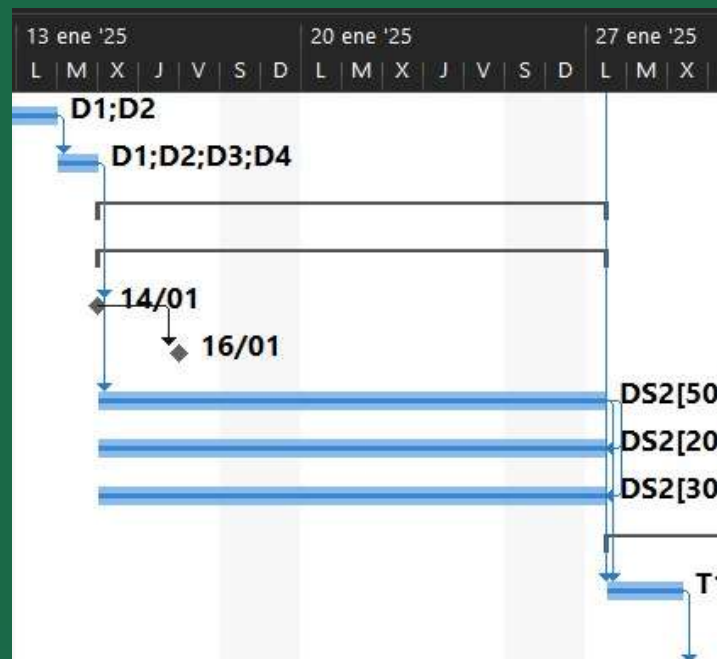 13 ene '25 20 ene '25 27 ene '25
L M X J V S D L M X J V S D L M X
D1;D2
D1;D2;D3;D4
14/01
16/01
DS2[50
DS2[20
DS2[30
T1